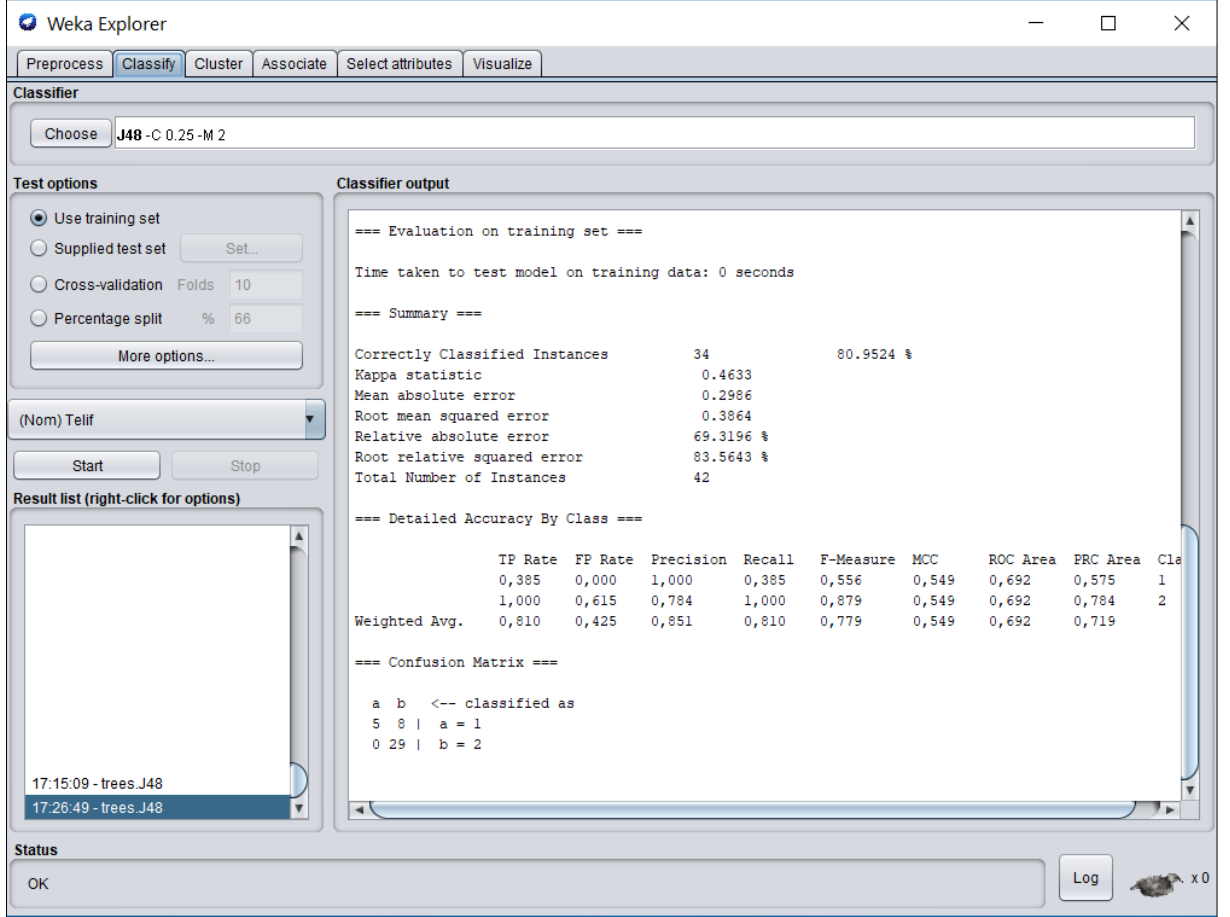 Weka Explorer
Preprocess Classify Cluster Associate Select attributes Visualize
Classifier
Choose J48 -C 0.25 -M 2
Test options
Use training set
Supplied test set Set...
Cross-validation Folds 10
Percentage split % 66
More options...
(Nom) Telif
Start Stop
Result list (right-click for options)
17:15:09 - trees.J48
17:26:49 - trees.J48
Classifier output
=== Evaluation on training set ===
Time taken to test model on training data: 0 seconds
=== Summary ===
Correctly Classified Instances 34 80.9524 %
Kappa statistic 0.4633
Mean absolute error 0.2986
Root mean squared error 0.3864
Relative absolute error 69.3196 %
Root relative squared error 83.5643 %
Total Number of Instances 42
=== Detailed Accuracy By Class ===
TP Rate FP Rate Precision Recall F-Measure MCC ROC Area PRC Area Cla
0,385 0,000 1,000 0,385 0,556 0,549 0,692 0,575 1
1,000 0,615 0,784 1,000 0,879 0,549 0,692 0,784 2
Weighted Avg. 0,810 0,425 0,851 0,810 0,779 0,549 0,692 0,719
=== Confusion Matrix ===
a b <-- classified as
5 8 | a = 1
0 29 | b = 2
Status
OK
Log x 0